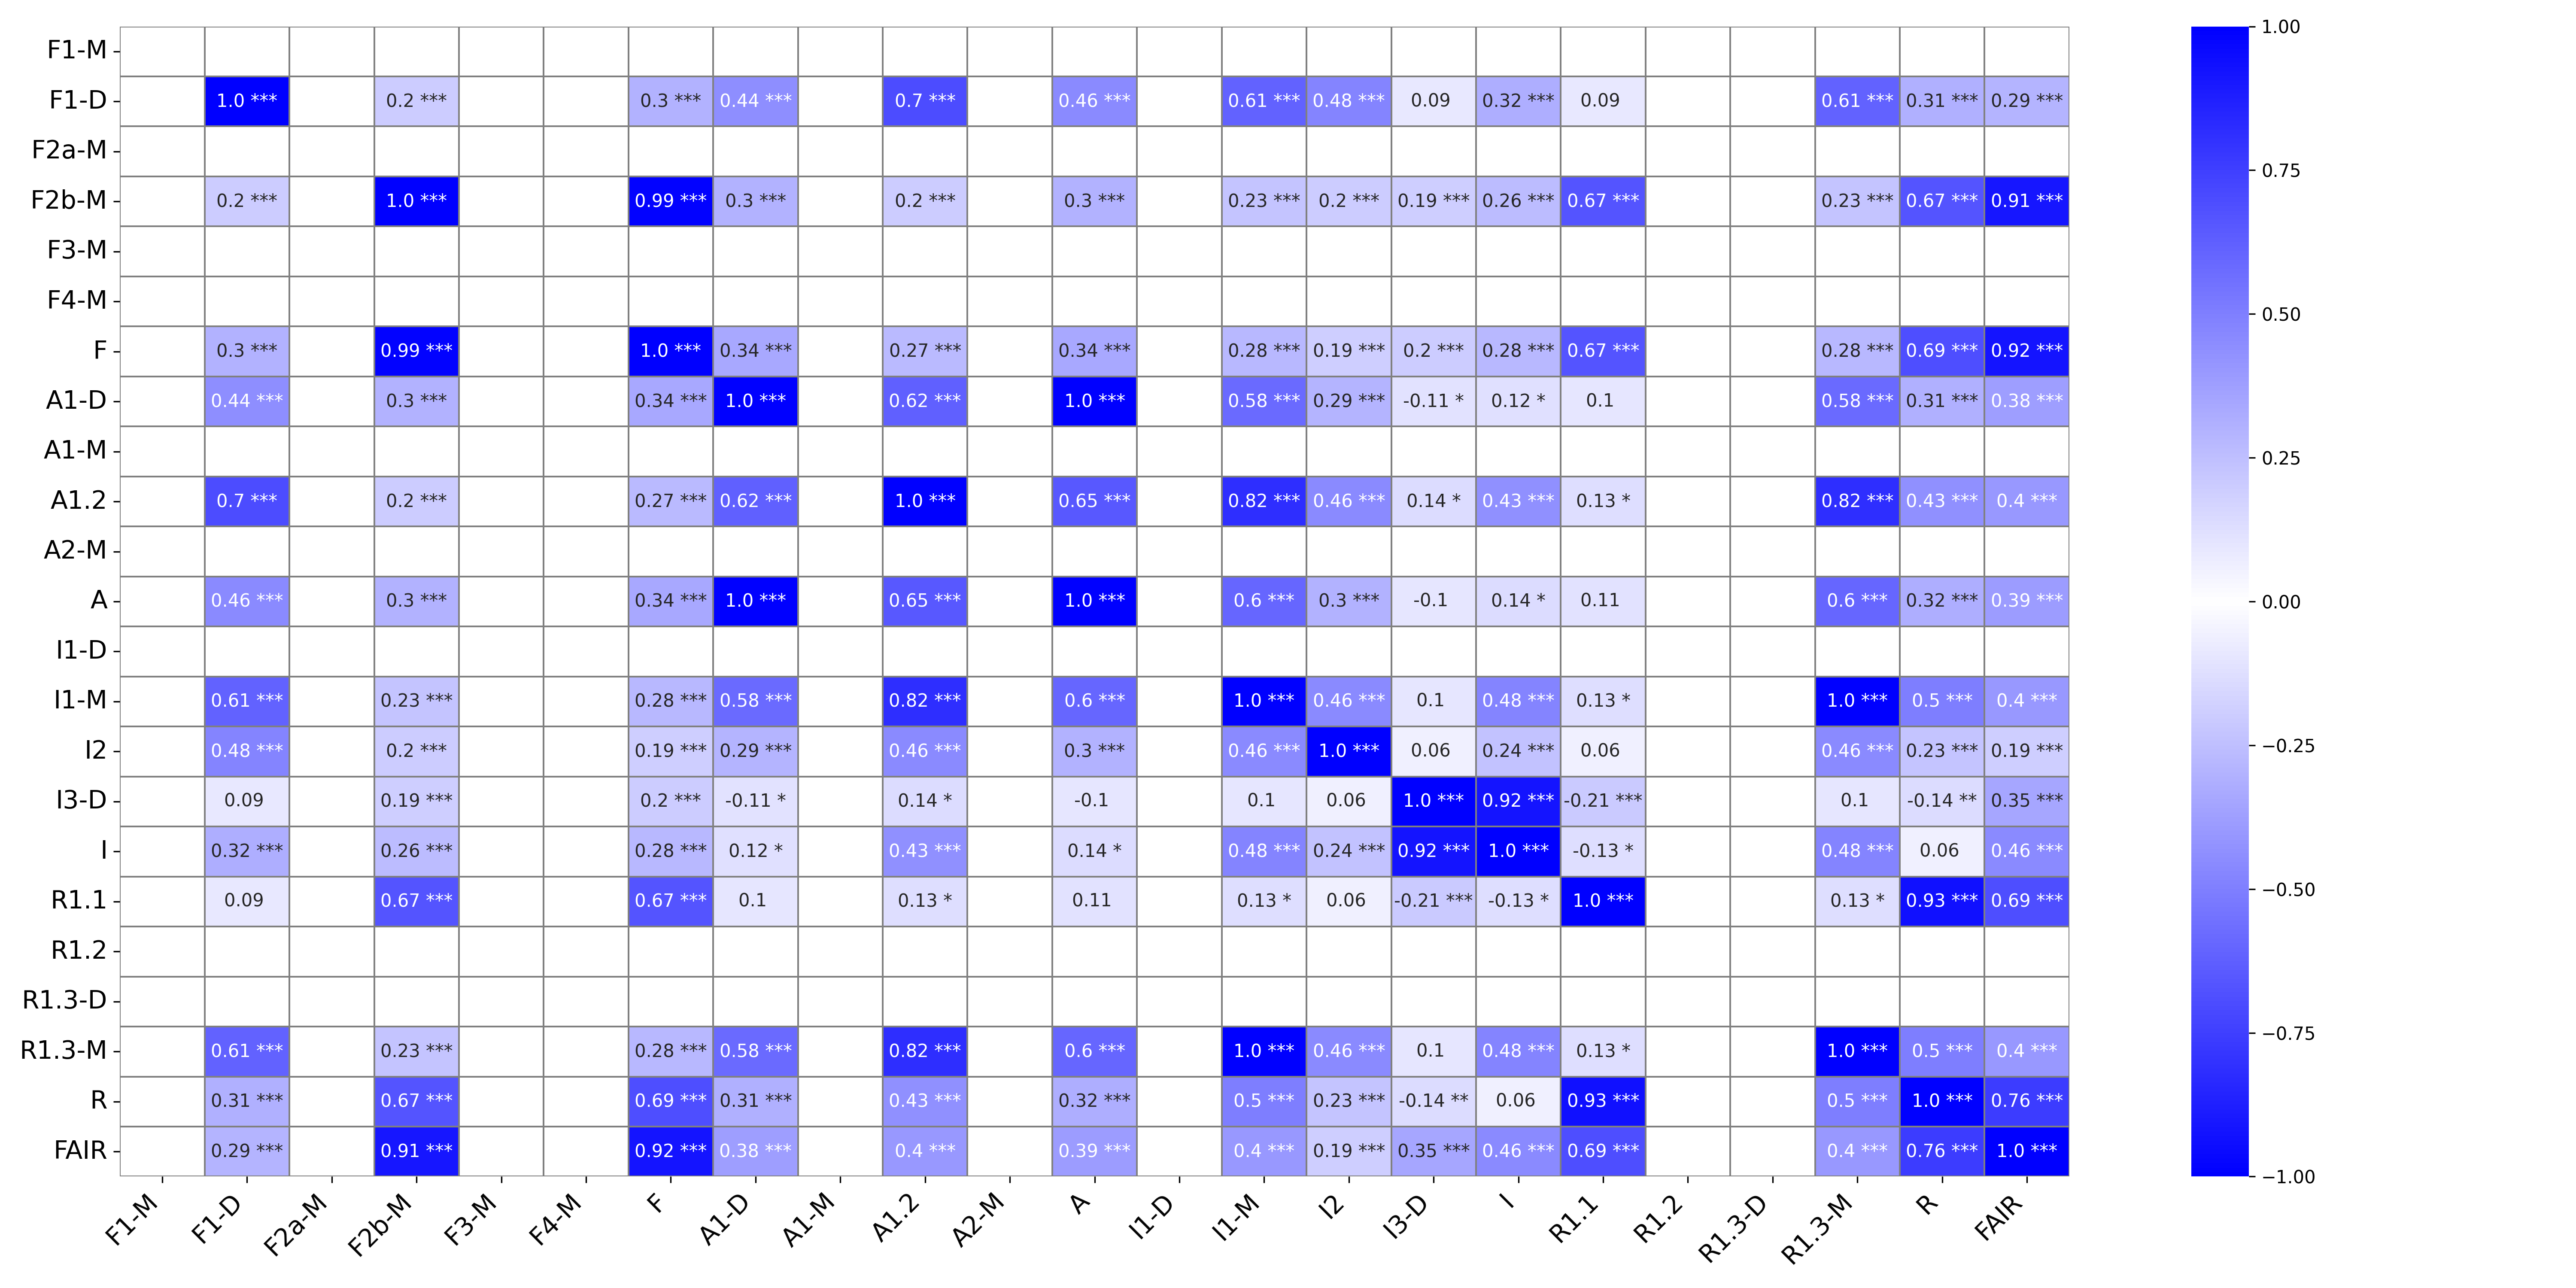 F1-M
F1-D 1.0 *** 0.2 *** 0.3 *** 0.44 *** 0.7 *** 0.46 *** 0.61 *** 0.48 *** 0.09 0.32 *** 0.09 0.61 *** 0.31 *** 0.29 ***
F2a-M
F2b-M 0.2 *** 1.0 *** 0.99 *** 0.3 *** 0.2 *** 0.3 *** 0.23 *** 0.2 *** 0.19 *** 0.26 *** 0.67 *** 0.23 *** 0.67 *** 0.91 ***
F3-M
F4-M
F 0.3 *** 0.99 *** 1.0 *** 0.34 *** 0.27 *** 0.34 *** 0.28 *** 0.19 *** 0.2 *** 0.28 *** 0.67 *** 0.28 *** 0.69 *** 0.92 ***
A1-D 0.44 *** 0.3 *** 0.34 *** 1.0 *** 0.62 *** 1.0 *** 0.58 *** 0.29 *** -0.11 * 0.12 * 0.1 0.58 *** 0.31 *** 0.38 ***
A1-M
A1.2 0.7 *** 0.2 *** 0.27 *** 0.62 *** 1.0 *** 0.65 *** 0.82 *** 0.46 *** 0.14 * 0.43 *** 0.13 * 0.82 *** 0.43 *** 0.4 ***
A2-M
A 0.46 *** 0.3 *** 0.34 *** 1.0 *** 0.65 *** 1.0 *** 0.6 *** 0.3 *** -0.1 0.14 * 0.11 0.6 *** 0.32 *** 0.39 ***
I1-D
I1-M 0.61 *** 0.23 *** 0.28 *** 0.58 *** 0.82 *** 0.6 *** 1.0 *** 0.46 *** 0.1 0.48 *** 0.13 * 1.0 *** 0.5 *** 0.4 ***
I2 0.48 *** 0.2 *** 0.19 *** 0.29 *** 0.46 *** 0.3 *** 0.46 *** 1.0 *** 0.06 0.24 *** 0.06 0.46 *** 0.23 *** 0.19 ***
I3-D 0.09 0.19 *** 0.2 *** -0.11 * 0.14 * -0.1 0.1 0.06 1.0 *** 0.92 *** -0.21 *** 0.1 -0.14 ** 0.35 ***
I 0.32 *** 0.26 *** 0.28 *** 0.12 * 0.43 *** 0.14 * 0.48 *** 0.24 *** 0.92 *** 1.0 *** -0.13 * 0.48 *** 0.06 0.46 ***
R1.1 0.09 0.67 *** 0.67 *** 0.1 0.13 * 0.11 0.13 * 0.06 -0.21 *** -0.13 * 1.0 *** 0.13 * 0.93 *** 0.69 ***
R1.2
R1.3-D
R1.3-M 0.61 *** 0.23 *** 0.28 *** 0.58 *** 0.82 *** 0.6 *** 1.0 *** 0.46 *** 0.1 0.48 *** 0.13 * 1.0 *** 0.5 *** 0.4 ***
R 0.31 *** 0.67 *** 0.69 *** 0.31 *** 0.43 *** 0.32 *** 0.5 *** 0.23 *** -0.14 ** 0.06 0.93 *** 0.5 *** 1.0 *** 0.76 ***
FAIR 0.29 *** 0.91 *** 0.92 *** 0.38 *** 0.4 *** 0.39 *** 0.4 *** 0.19 *** 0.35 *** 0.46 *** 0.69 *** 0.4 *** 0.76 *** 1.0 ***
F1-M F1-D F2a-M F2b-M F3-M F4-M F A1-D A1-M A1.2 A2-M A I1-D I1-M I2 I3-D I R1.1 R1.2 R1.3-D R1.3-M R FAIR
1.00
0.75
0.50
0.25
0.00
−0.25
−0.50
−0.75
−1.00